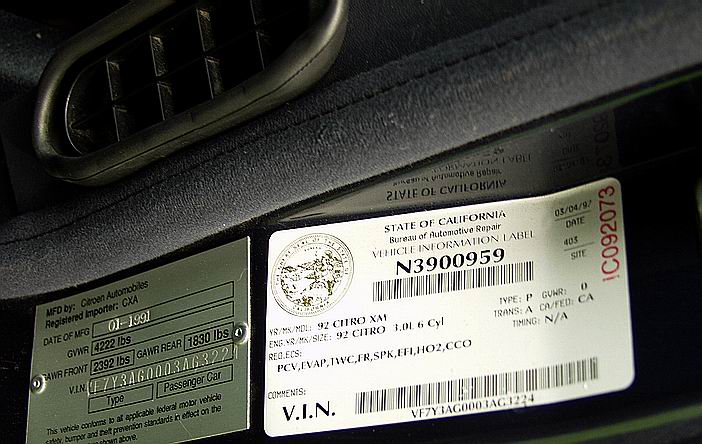 MFD by: Citroen Automobiles
Registered Importer: CXA
DATE OF MFG 01-1991
GVWR 4222 lbs
GAWR FRONT 2392 lbs GAWR REAR 1830 lbs
V.I.N. VF7Y3AG0003AG3224
Type Passenger Car
This vehicle conforms to all applicable federal motor vehicle
safety, bumper and theft prevention standards in effect on the
shown above.
STATE OF CALIFORNIA
Bureau of Automotive Repair
VEHICLE INFORMATION LABEL
N3900959
03/04/97
DATE
403
SITE
IC092073
YR/MK/MDL: 92 CITRO XM
ENG.YR/MK/SIZE: 92 CITRO 3.0L 6 Cyl
TYPE: P GVWR: 0
TRANS: A CA/FED: CA
TIMING: N/A
REQ.ECS:
PCV,EVAP,TWC,FR,SPK,EFI,HO2,CCO
COMMENTS:
V.I.N.
VF7Y3AG0003AG3224